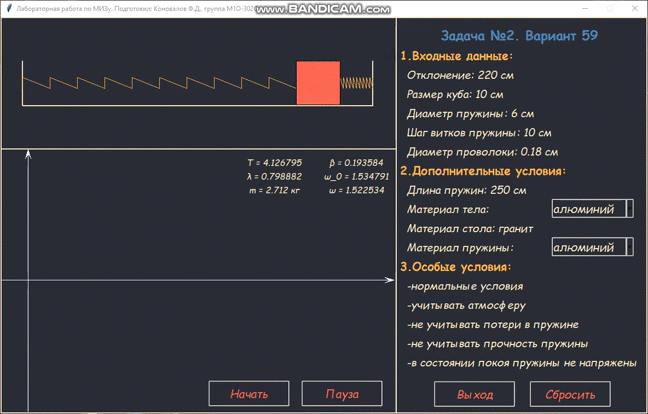 Лабораторная работа по МИЗу. Подготовил: Коновалов Ф.Д., группа М1О-302
www.BANDICAM.com
T = 4.126795
β = 0.193584
λ = 0.798882
ω_0 = 1.534791
m = 2.712 кг
ω = 1.522534
Начать
Пауза
Задача №2. Вариант 59
1.Входные данные:
Отклонение: 220 см
Размер куба: 10 см
Диаметр пружины: 6 см
Шаг витков пружины: 10 см
Диаметр проволоки: 0.18 см
2.Дополнительные условия:
Длина пружин: 250 см
Материал тела: алюминий
Материал стола: гранит
Материал пружины: алюминий
3.Особые условия:
-нормальные условия
-учитывать атмосферу
-не учитывать потери в пружине
-не учитывать прочность пружины
-в состоянии покоя пружины не напряжены
Выход
Сбросить